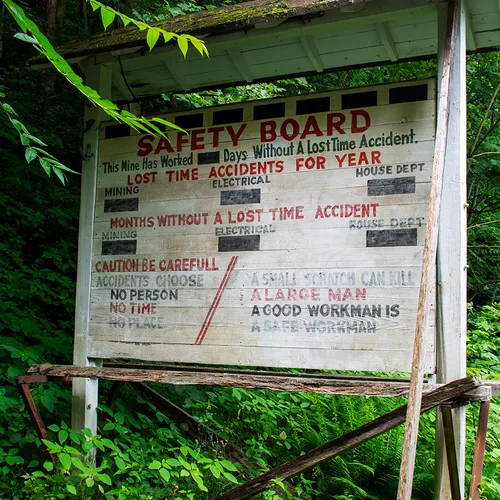 SAFETY BOARD
This Mine Has Worked Days Without A Lost Time Accident.
LOST TIME ACCIDENTS FOR YEAR
MINING ELECTRICAL HOUSE DEPT
MONTHS WITHOUT A LOST TIME ACCIDENT
MINING ELECTRICAL HOUSE DEPT
CAUTION BE CAREFULL
ACCIDENTS CHOOSE
NO PERSON
NO TIME
NO PLACE
A SMALL SCRATCH CAN KILL
A LARGE MAN
A GOOD WORKMAN IS
A SAFE WORKMAN